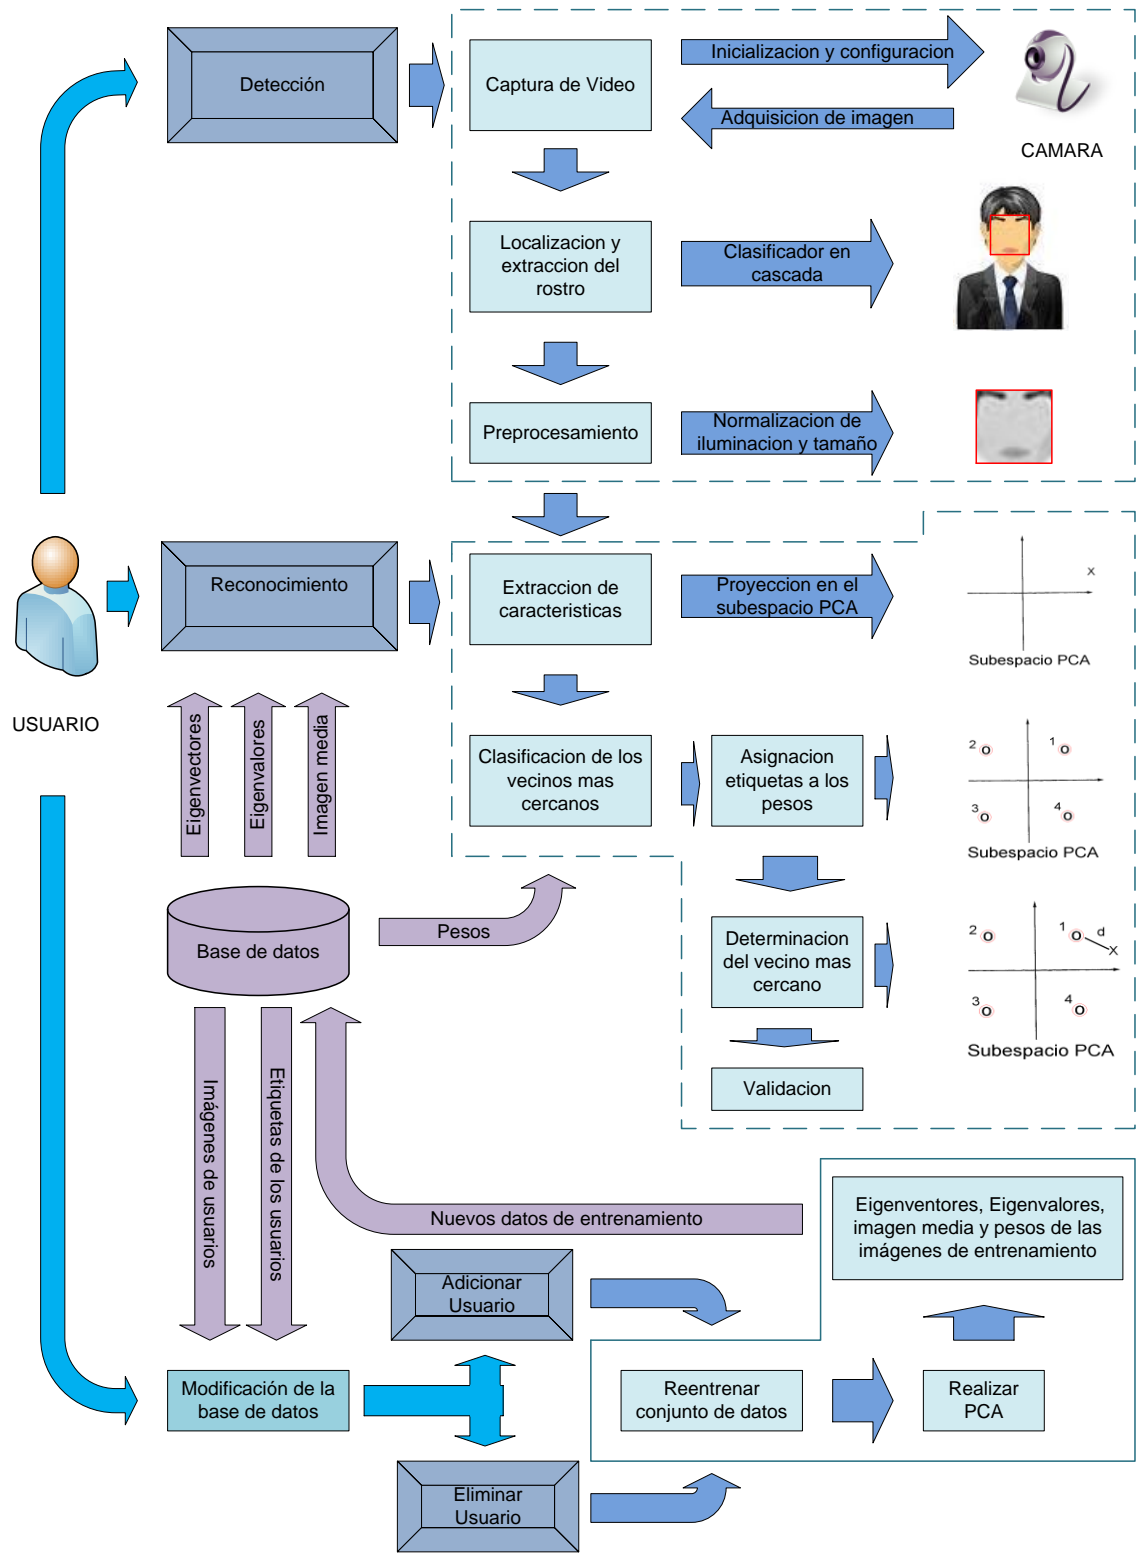 Detección
Captura de Video
Inicializacion y configuracion
Adquisicion de imagen
CAMARA
Localizacion y
extraccion del
rostro
Clasificador en
cascada
Preprocesamiento
Normalizacion de
iluminacion y tamaño
USUARIO
Reconocimiento
Extraccion de
caracteristicas
Proyeccion en el
subespacio PCA
X
Subespacio PCA
Eigenvectores
Eigenvalores
Imagen media
Clasificacion de los
vecinos mas
cercanos
Asignacion
etiquetas a los
pesos
2 O
1 O
3 O
4 O
Subespacio PCA
Base de datos
Pesos
Determinacion
del vecino mas
cercano
2 O
1 O
d
X
3 O
4 O
Subespacio PCA
Validacion
Imágenes de usuarios
Etiquetas de los usuarios
Nuevos datos de entrenamiento
Eigenventores, Eigenvalores,
imagen media y pesos de las
imágenes de entrenamiento
Adicionar
Usuario
Modificación de la
base de datos
Reentrenar
conjunto de datos
Realizar
PCA
Eliminar
Usuario